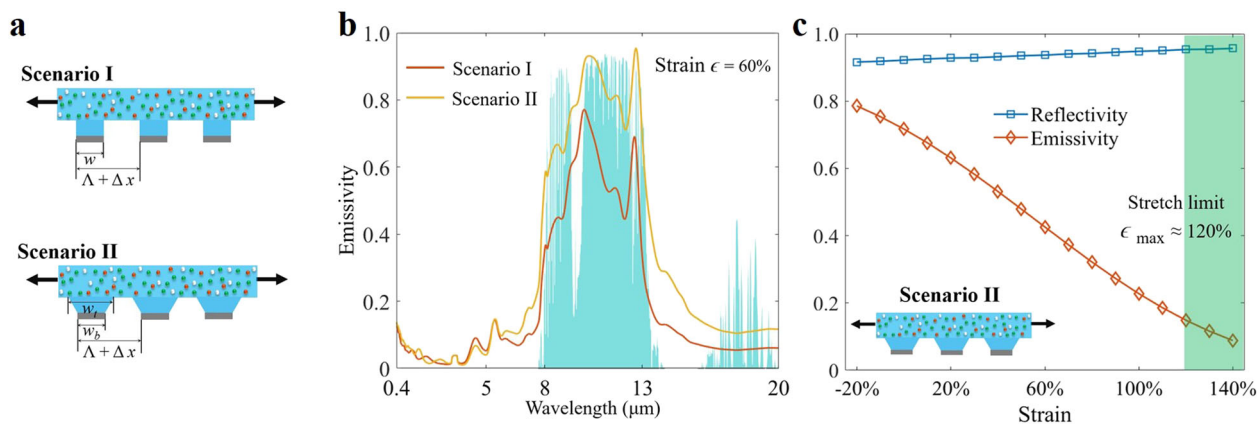 a
Scenario I
w
Λ + Δx
Scenario II
w_t
w_b
Λ + Δx
b
Emissivity
1.0
0.8
0.6
0.4
0.2
0
Scenario I
Scenario II
Strain ϵ = 60%
0.4
5
8
13
20
Wavelength (μm)
c
1.0
0.8
0.6
0.4
0.2
0
Reflectivity
Emissivity
Stretch limit
ϵ max ≈ 120%
Scenario II
-20%
20%
60%
100%
140%
Strain